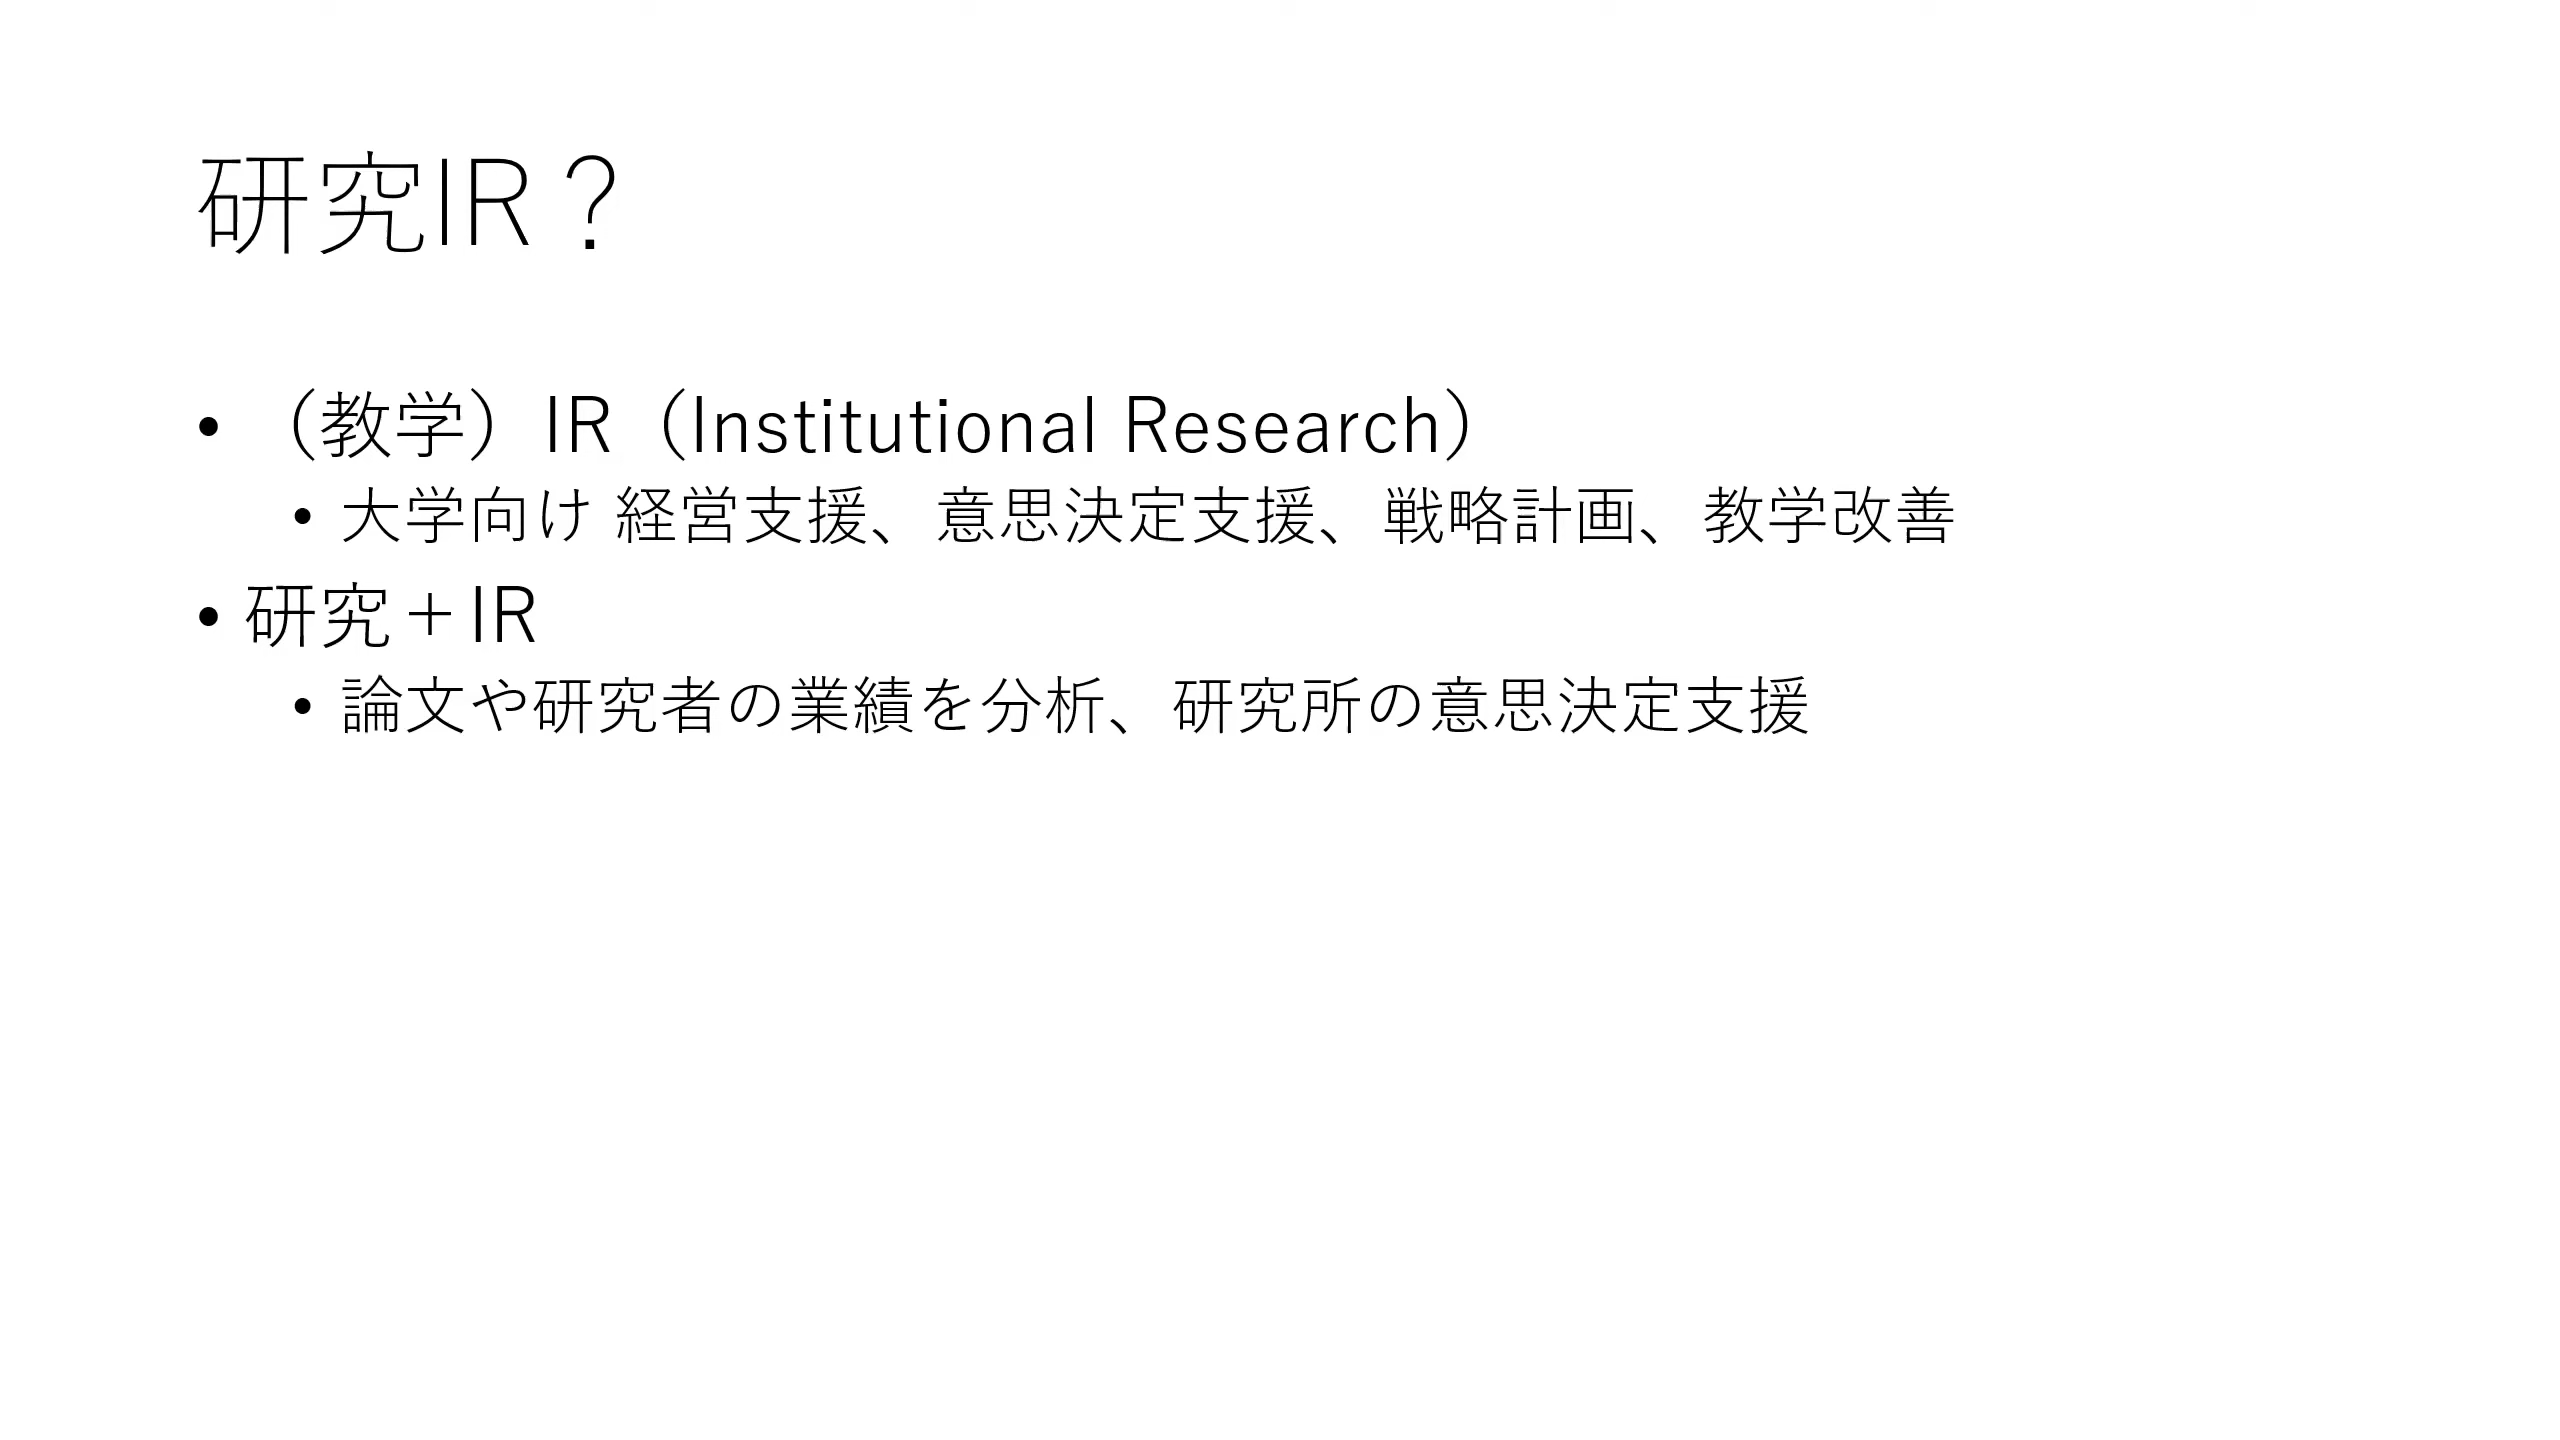 研究IR？
• （教学）IR（Institutional Research）
• 大学向け 経営支援、意思決定支援、戦略計画、教学改善
• 研究＋IR
• 論文や研究者の業績を分析、研究所の意思決定支援